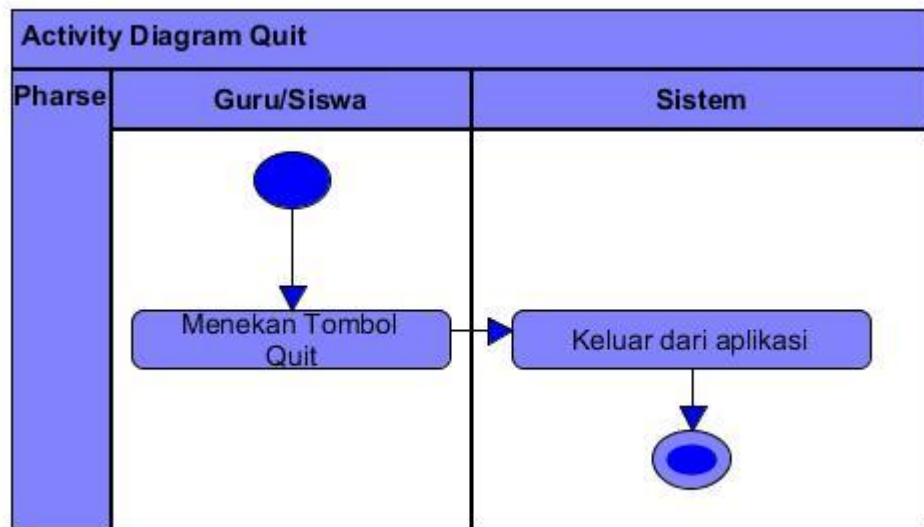 Activity Diagram Quit
Pharse
Guru/Siswa
Sistem
Menekan Tombol
Quit
Keluar dari aplikasi